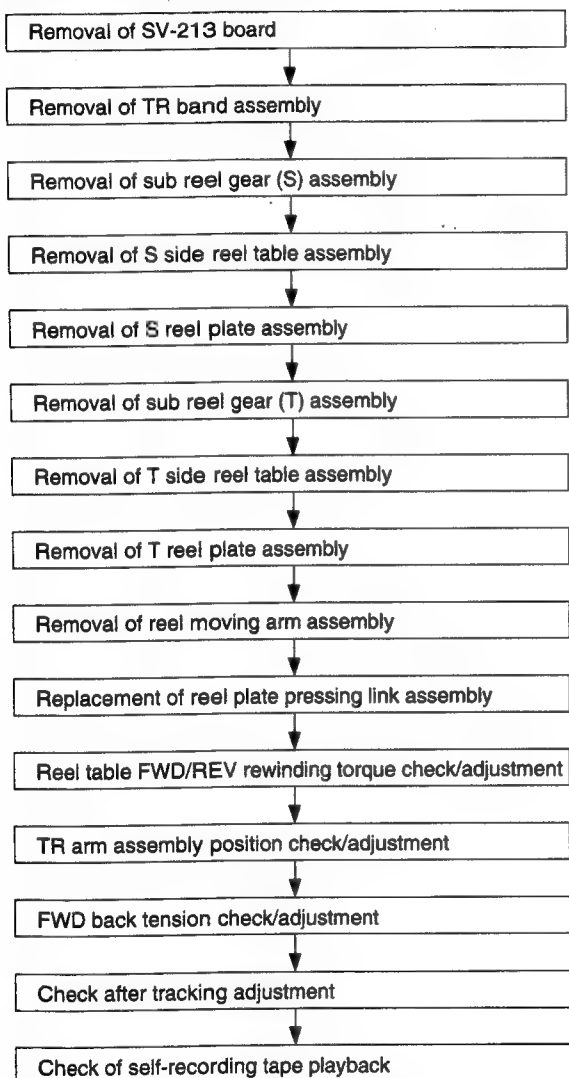 Removal of SV-213 board
Removal of TR band assembly
Removal of sub reel gear (S) assembly
Removal of S side reel table assembly
Removal of S reel plate assembly
Removal of sub reel gear (T) assembly
Removal of T side reel table assembly
Removal of T reel plate assembly
Removal of reel moving arm assembly
Replacement of reel plate pressing link assembly
Reel table FWD/REV rewinding torque check/adjustment
TR arm assembly position check/adjustment
FWD back tension check/adjustment
Check after tracking adjustment
Check of self-recording tape playback